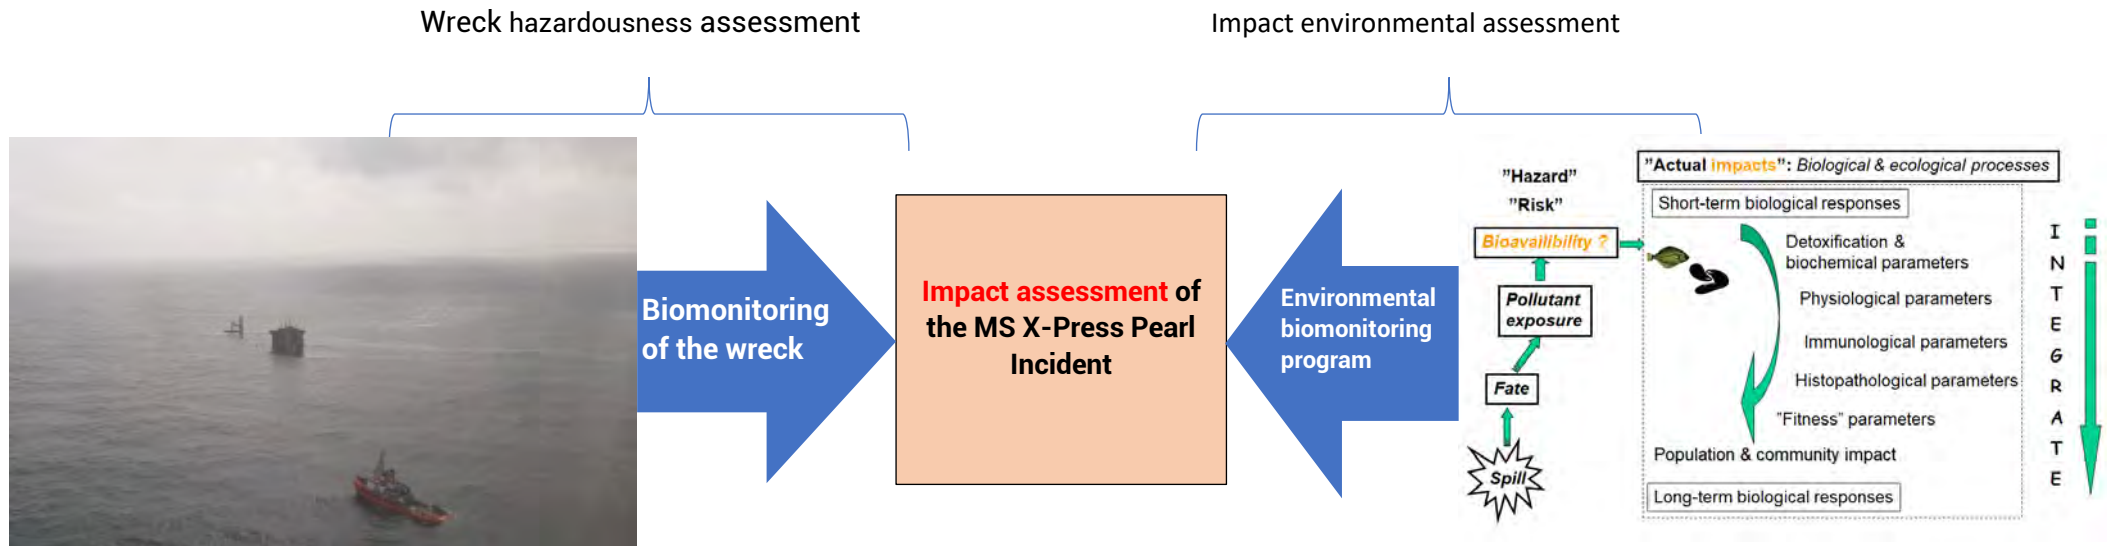 Wreck hazardousness assessment
Impact environmental assessment
Biomonitoring
of the wreck
Impact assessment of
the MS X-Press Pearl
Incident
Environmental
biomonitoring
program
"Hazard"
"Risk"
Bioavailibility ?
Pollutant
exposure
Fate
Spill
"Actual impacts": Biological & ecological processes
Short-term biological responses
Detoxification &
biochemical parameters
Physiological parameters
Immunological parameters
Histopathological parameters
"Fitness" parameters
Population & community impact
Long-term biological responses
I
N
T
E
G
R
A
T
E